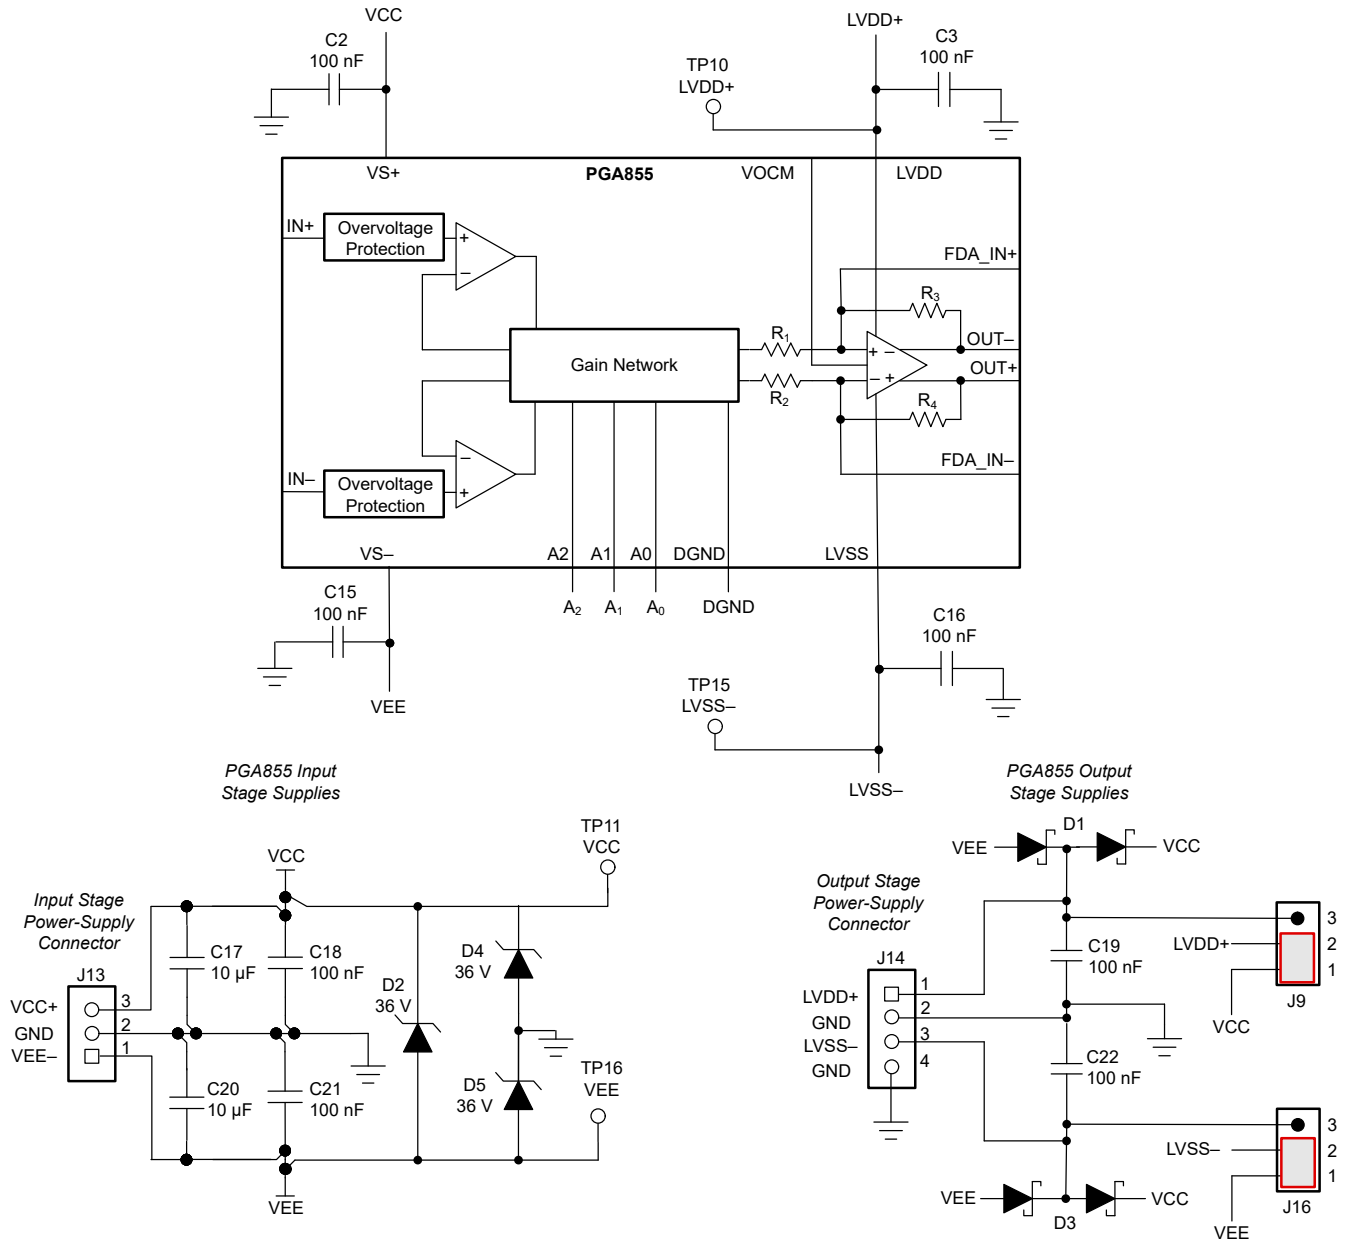 VCC
C2
100 nF
LVDD+
C3
100 nF
TP10
LVDD+
VS+
PGA855
VOCM
LVDD
IN+
Overvoltage
Protection
+
–
FDA_IN+
R3
R1
OUT–
+ –
Gain Network
OUT+
– +
R2
R4
–
+
FDA_IN–
IN–
Overvoltage
Protection
VS–
A2
A1
A0
DGND
LVSS
C15
100 nF
A2
A1
A0
DGND
C16
100 nF
VEE
TP15
LVSS–
LVSS–
PGA855 Input
Stage Supplies
TP11
VCC
VCC
Input Stage
Power-Supply
Connector
J13
VCC+
3
GND
2
VEE–
1
C17
10 µF
C18
100 nF
D2
36 V
D4
36 V
C20
10 µF
C21
100 nF
D5
36 V
TP16
VEE
VEE
PGA855 Output
Stage Supplies
D1
VEE
VCC
Output Stage
Power-Supply
Connector
J14
LVDD+
1
GND
2
LVSS–
3
GND
4
C19
100 nF
C22
100 nF
3
LVDD+
2
1
J9
VCC
3
LVSS–
2
1
J16
VEE
VEE
VCC
D3